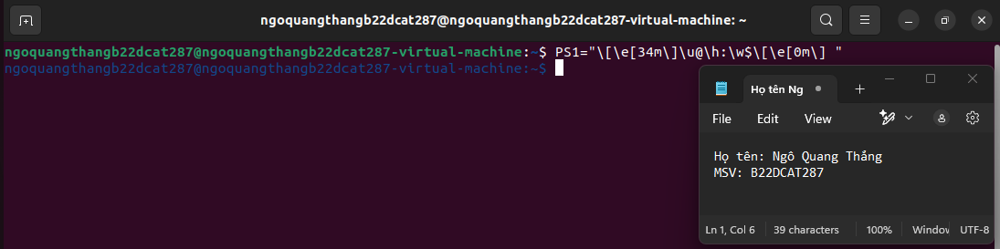 ngoquangthangb22dcat287@ngoquangthangb22dcat287-virtual-machine: ~
ngoquangthangb22dcat287@ngoquangthangb22dcat287-virtual-machine:~$ PS1="\[\e[34m\]\u@\h:\w$\[\e[0m\] "
ngoquangthangb22dcat287@ngoquangthangb22dcat287-virtual-machine:~$
Họ tên Ng
File Edit View
Họ tên: Ngô Quang Thắng
MSV: B22DCAT287
Ln 1, Col 6 39 characters 100% Window UTF-8